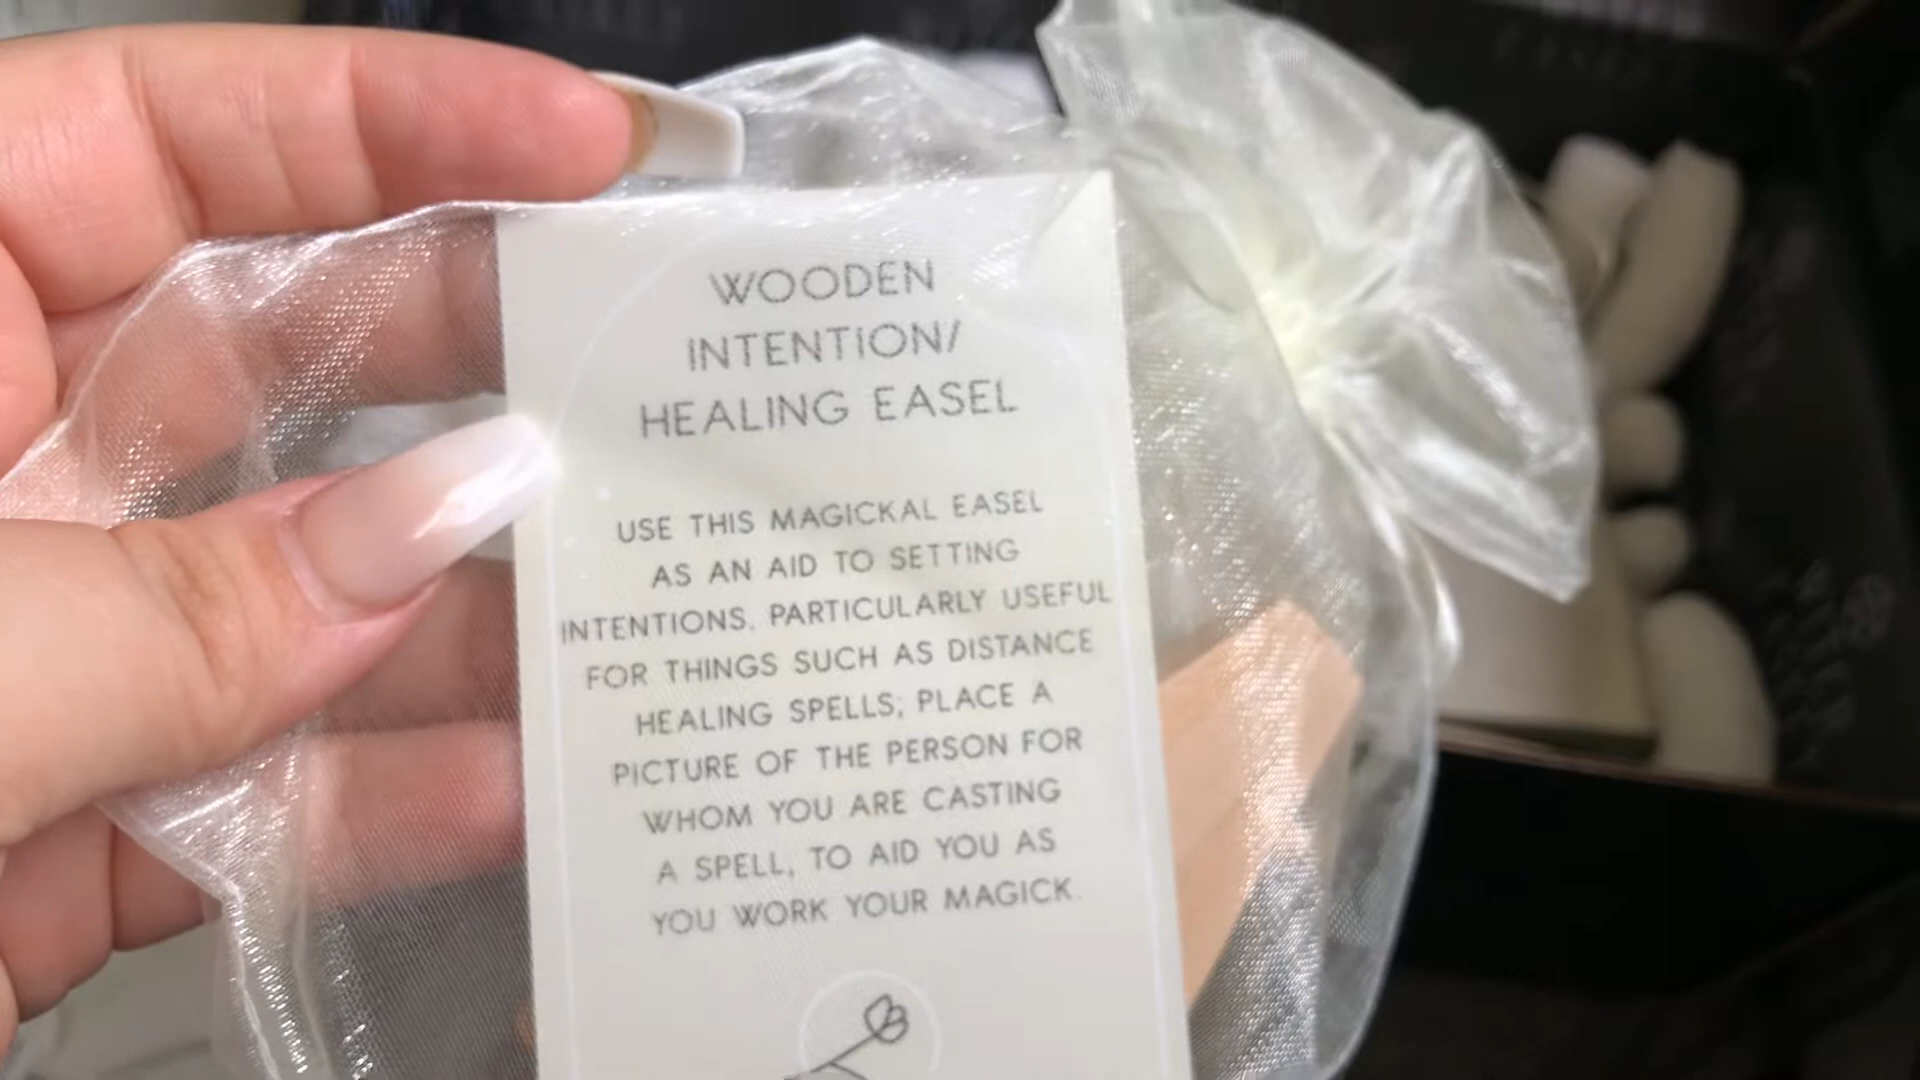 WOODEN
INTENTION/
HEALING EASEL
USE THIS MAGICKAL EASEL
AS AN AID TO SETTING
INTENTIONS. PARTICULARLY USEFUL
FOR THINGS SUCH AS DISTANCE
HEALING SPELLS; PLACE A
PICTURE OF THE PERSON FOR
WHOM YOU ARE CASTING
A SPELL, TO AID YOU AS
YOU WORK YOUR MAGICK.